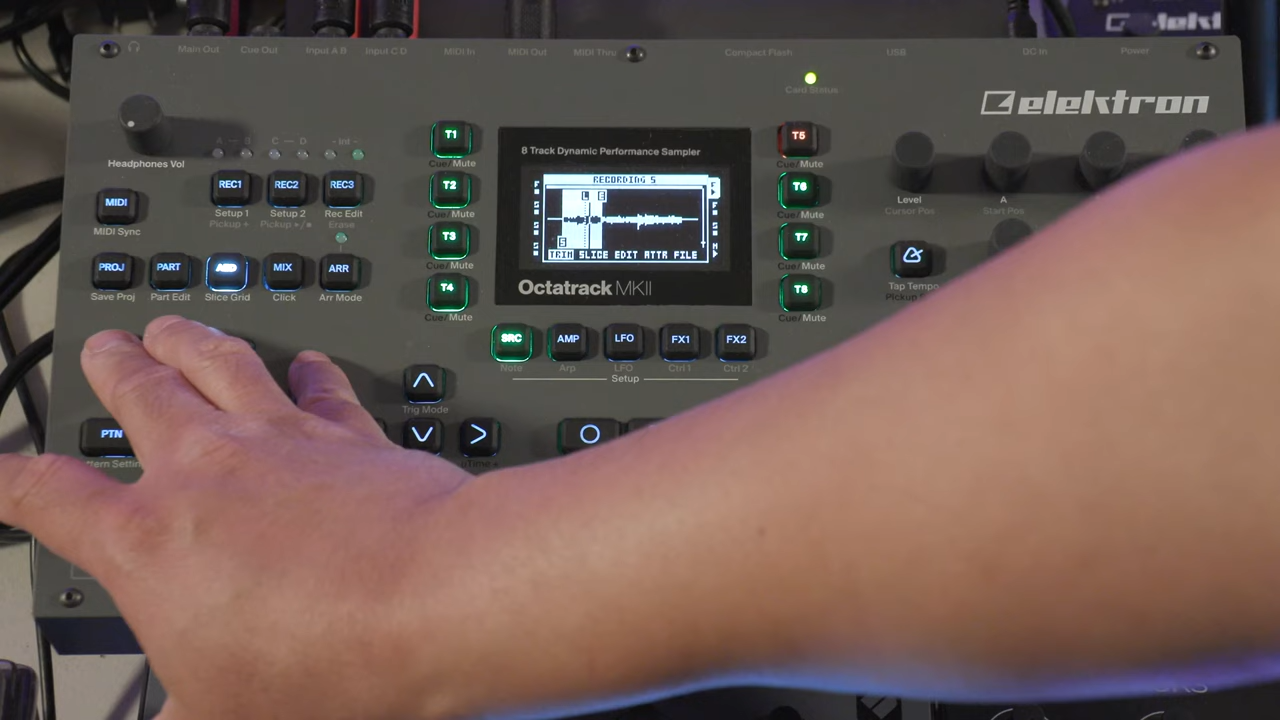 Main Out Cue Out Input A B Input C D MIDI In MIDI Out MIDI Thru Compact Flash USB DC In Power
Card Status
elektron
Headphones Vol
A B C D Int
MIDI
MIDI Sync
REC1 REC2 REC3
Setup 1 Setup 2 Rec Edit
Pickup + Erase
PROJ PART AED MIX ARR
Save Proj Part Edit Slice Grid Click Arr Mode
T1
Cue/Mute
T2
Cue/Mute
T3
Cue/Mute
T4
Cue/Mute
8 Track Dynamic Performance Sampler
RECORDING 5
L E
S
TRIM SLICE EDIT ATTR FILE
Octatrack MKII
T5
Cue/Mute
T6
Cue/Mute
T7
Cue/Mute
T8
Cue/Mute
Level A
Cursor Pos Start Pos
Tap Tempo
SRC AMP LFO FX1 FX2
Note Arp LFO Ctrl 1 Ctrl 2
Setup
Trig Mode
PTN